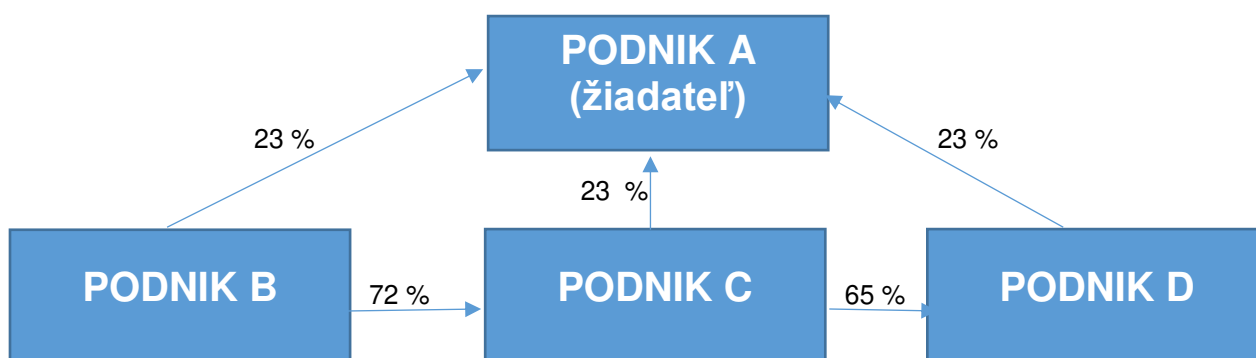 PODNIK A
(žiadateľ)
23 %
23 %
23 %
PODNIK B
72 %
PODNIK C
65 %
PODNIK D